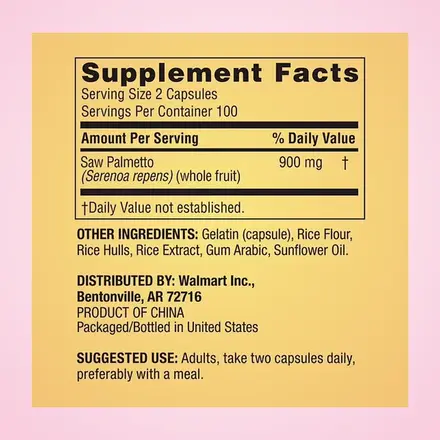 Supplement Facts
Serving Size 2 Capsules
Servings Per Container 100
Amount Per Serving % Daily Value
Saw Palmetto 900 mg †
(Serenoa repens) (whole fruit)
†Daily Value not established.
OTHER INGREDIENTS: Gelatin (capsule), Rice Flour,
Rice Hulls, Rice Extract, Gum Arabic, Sunflower Oil.
DISTRIBUTED BY: Walmart Inc.,
Bentonville, AR 72716
PRODUCT OF CHINA
Packaged/Bottled in United States
SUGGESTED USE: Adults, take two capsules daily,
preferably with a meal.